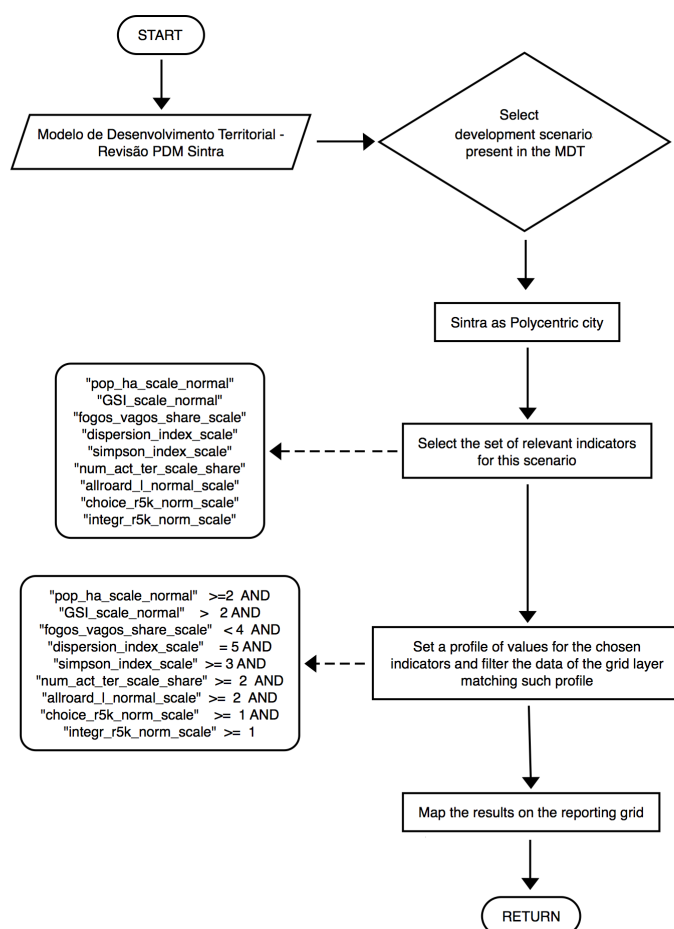 START
Modelo de Desenvolvimento Territorial -
Revisão PDM Sintra
Select
development scenario
present in the MDT
Sintra as Polycentric city
"pop_ha_scale_normal"
"GSI_scale_normal"
"fogos_vagos_share_scale"
"dispersion_index_scale"
"simpson_index_scale"
"num_act_ter_scale_share"
"allroard_l_normal_scale"
"choice_r5k_norm_scale"
"integr_r5k_norm_scale"
Select the set of relevant indicators
for this scenario
"pop_ha_scale_normal" >=2 AND
"GSI_scale_normal" > 2 AND
"fogos_vagos_share_scale" < 4 AND
"dispersion_index_scale" = 5 AND
"simpson_index_scale" >= 3 AND
"num_act_ter_scale_share" >= 2 AND
"allroard_l_normal_scale" >= 2 AND
"choice_r5k_norm_scale" >= 1 AND
"integr_r5k_norm_scale" >= 1
Set a profile of values for the chosen
indicators and filter the data of the grid layer
matching such profile
Map the results on the reporting grid
RETURN